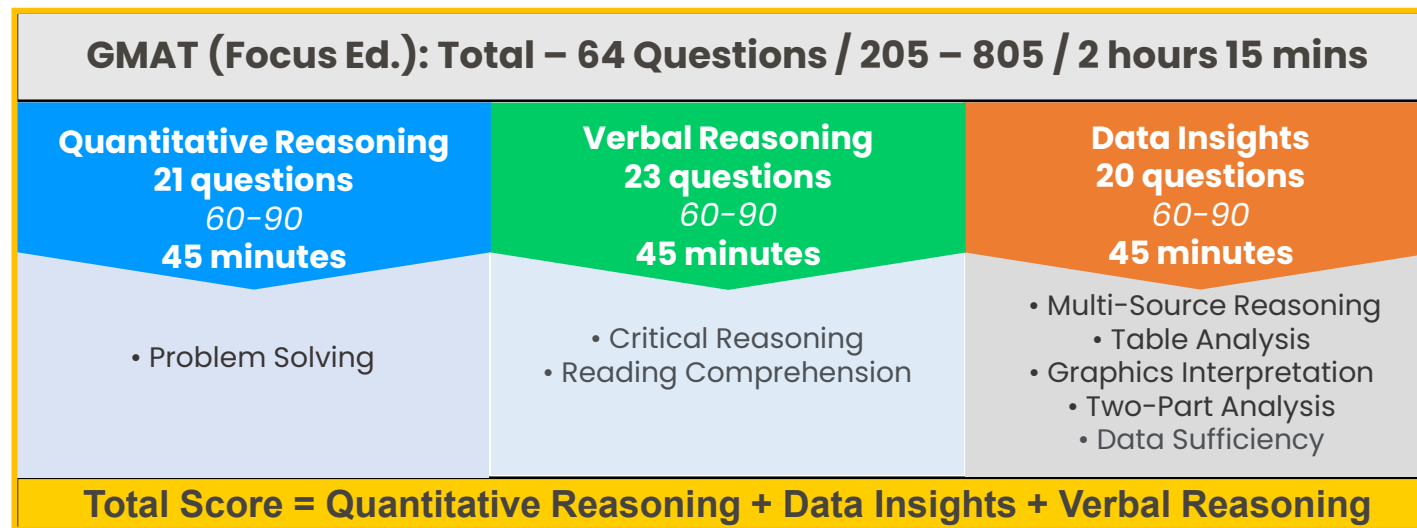 GMAT (Focus Ed.): Total – 64 Questions / 205 – 805 / 2 hours 15 mins
Quantitative Reasoning
21 questions
60-90
45 minutes
• Problem Solving
Verbal Reasoning
23 questions
60-90
45 minutes
• Critical Reasoning
• Reading Comprehension
Data Insights
20 questions
60-90
45 minutes
• Multi-Source Reasoning
• Table Analysis
• Graphics Interpretation
• Two-Part Analysis
• Data Sufficiency
Total Score = Quantitative Reasoning + Data Insights + Verbal Reasoning